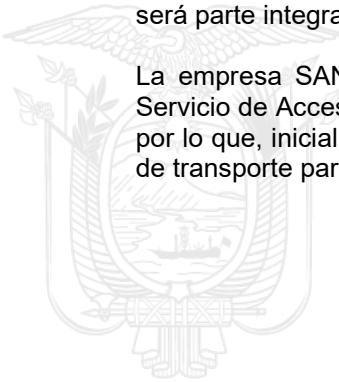 será parte integra
La empresa SAN
Servicio de Acces
por lo que, inicial
de transporte par